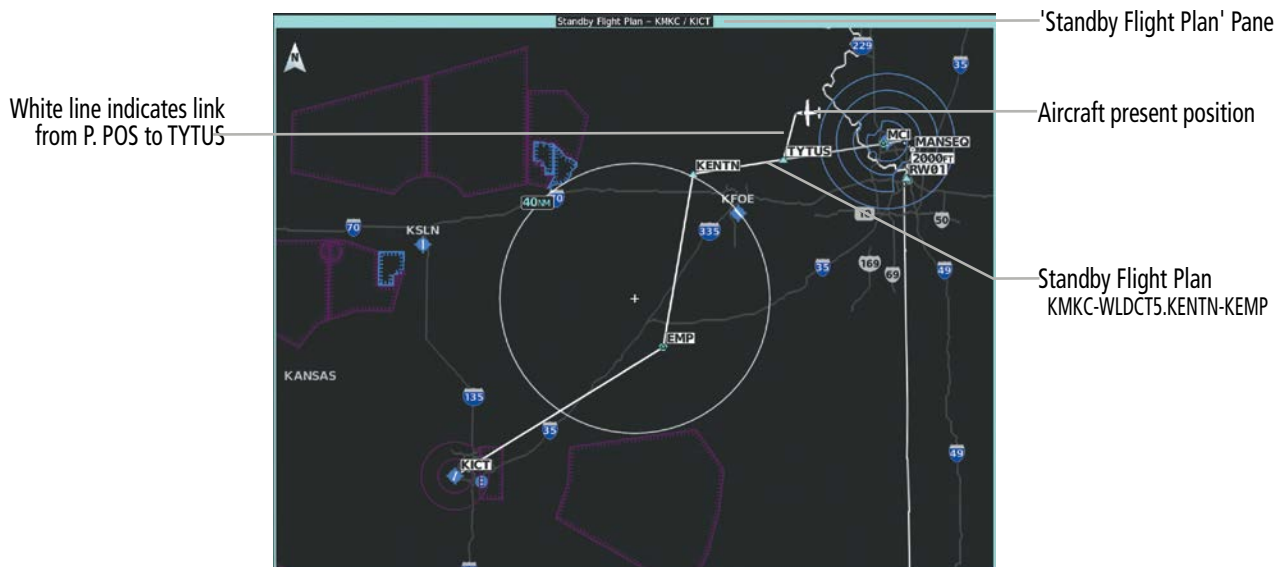 Standby Flight Plan – KMKC / KICT
'Standby Flight Plan' Pane
N
229
35
White line indicates link
from P. POS to TYTUS
Aircraft present position
MCI
MANSEQ
TYTUS
2000FT
RW01
KENTN
40NM
70
KFOE
50
70
KSLN
335
35
169
69
49
Standby Flight Plan
KMKC-WLDCT5.KENTN-KEMP
EMP
KANSAS
135
35
49
KICT